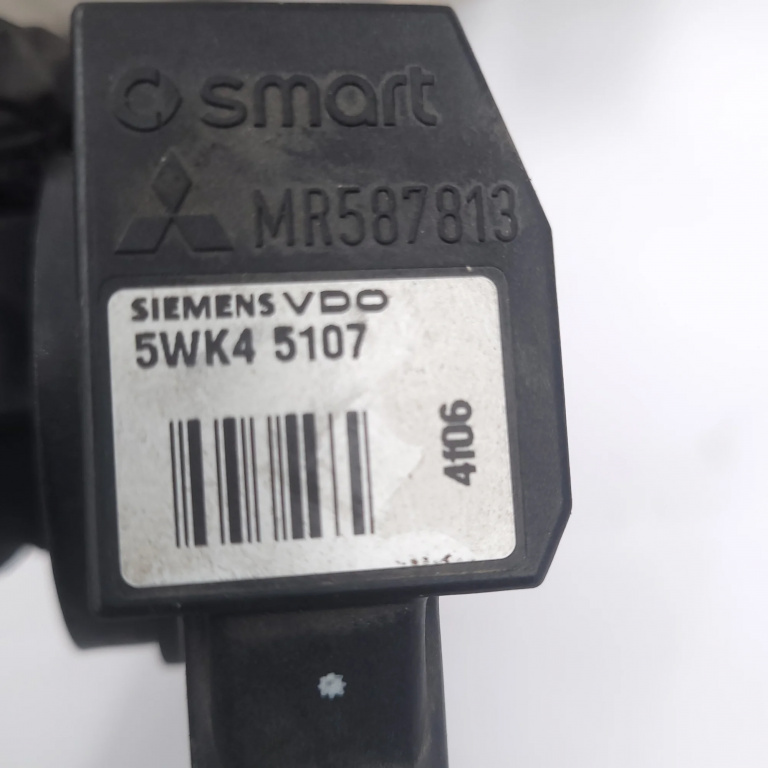 smart
MR587813
SIEMENS VDO
5WK4 5107
4106